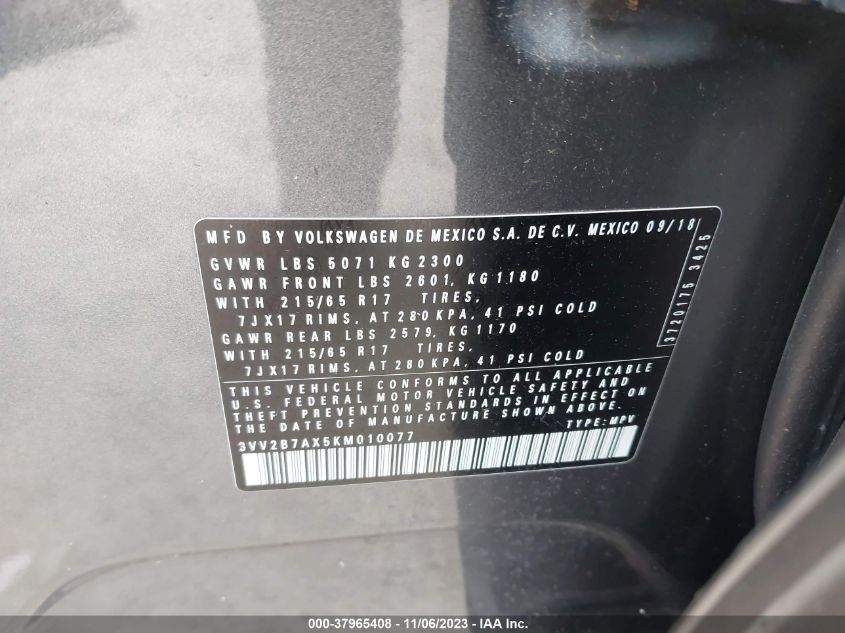 MFD BY VOLKSWAGEN DE MEXICO S.A. DE C.V. MEXICO 09/18
GVWR LBS 5071 KG 2300
GAWR FRONT LBS 2601, KG 1180
WITH 215/65 R17 TIRES,
7JX17 RIMS, AT 280 KPA, 41 PSI COLD
GAWR REAR LBS 2579, KG 1170
WITH 215/65 R17 TIRES,
7JX17 RIMS, AT 280 KPA, 41 PSI COLD
THIS VEHICLE CONFORMS TO ALL APPLICABLE
U.S. FEDERAL MOTOR VEHICLE SAFETY AND
THEFT PREVENTION STANDARDS IN EFFECT ON
THE DATE OF MANUFACTURE SHOWN ABOVE.
3VV2B7AX5KM010077 TYPE: MPV
3720175 3425
000-37965408 - 11/06/2023 - IAA Inc.